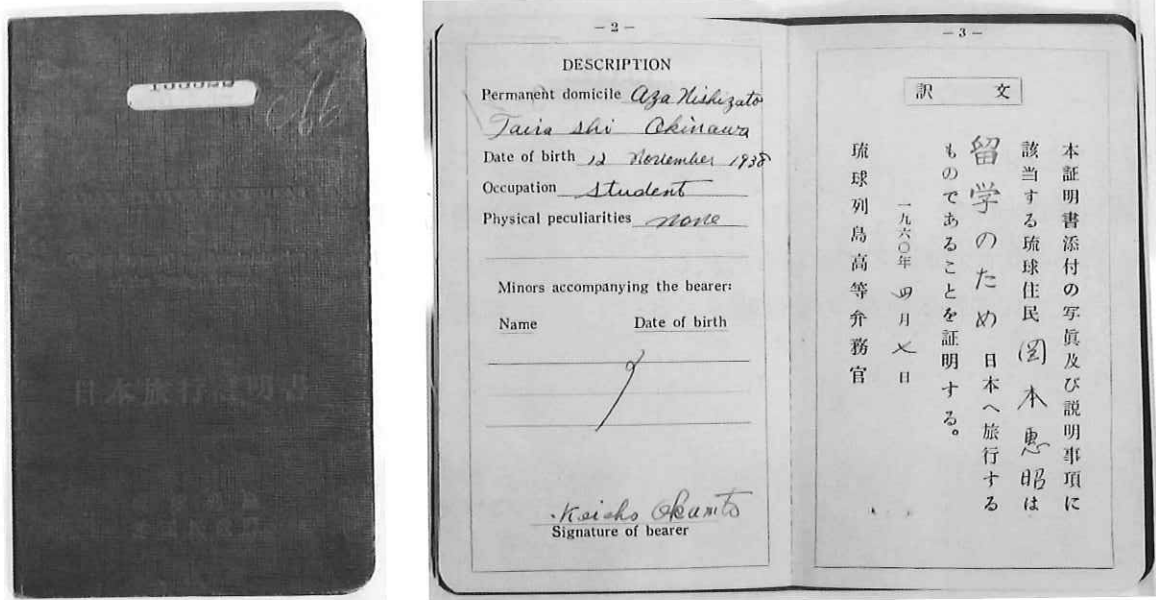 日本旅行証明書
— 2 —
DESCRIPTION
Permanent domicile Aza Nishizato
Taira shi Okinawa
Date of birth 12 November 1938
Occupation student
Physical peculiarities none
Minors accompanying the bearer:
Name Date of birth
Keisho Okamto
Signature of bearer
— 3 —
訳 文
本証明書添付の写眞及び説明事項に
該当する琉球住民 岡本惠昭は
留学のため 日本へ旅行する
ものであることを証明する。
一九六〇年 四月 七日
琉球列島高等弁務官